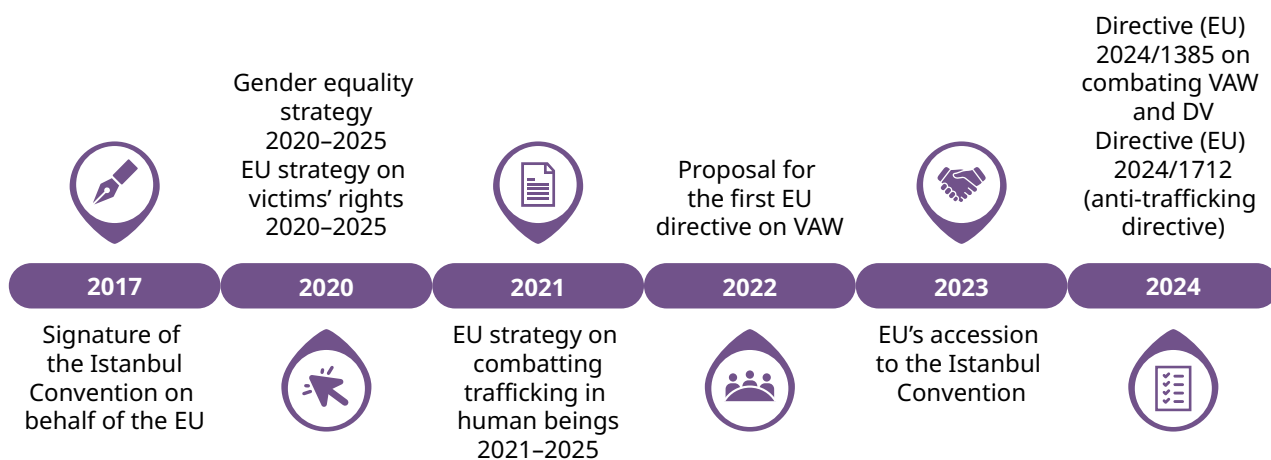 2017
Signature of
the Istanbul
Convention on
behalf of the EU
Gender equality
strategy
2020–2025
EU strategy on
victims’ rights
2020–2025
2020
2021
EU strategy on
combatting
trafficking in
human beings
2021–2025
Proposal for
the first EU
directive on VAW
2022
2023
EU’s accession
to the Istanbul
Convention
Directive (EU)
2024/1385 on
combating VAW
and DV
Directive (EU)
2024/1712
(anti-trafficking
directive)
2024